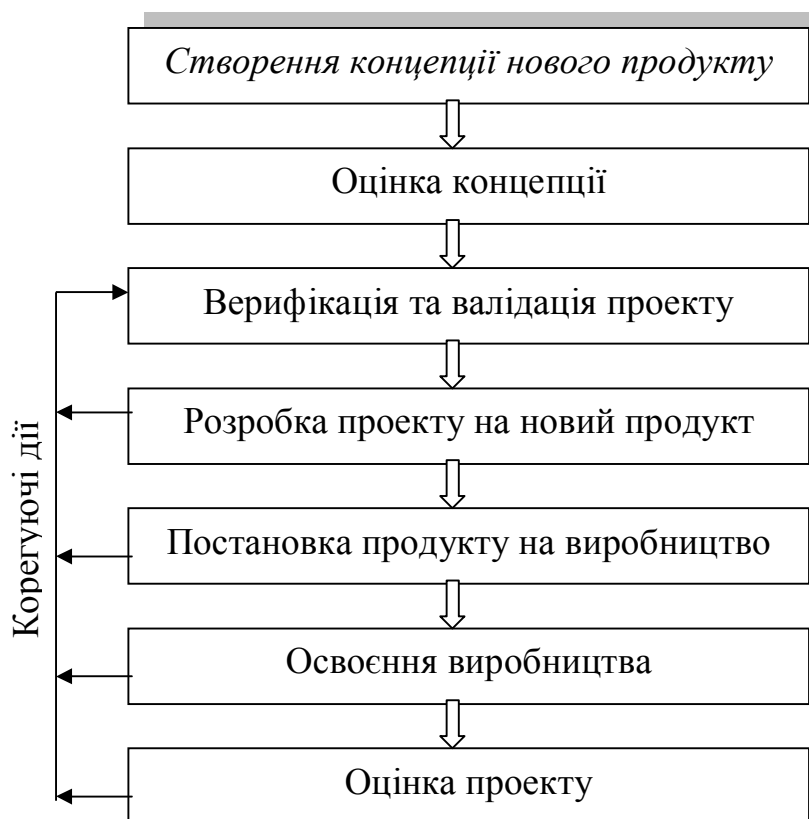 Створення концепції нового продукту
Оцінка концепції
Верифікація та валідація проекту
Розробка проекту на новий продукт
Постановка продукту на виробництво
Освоєння виробництва
Оцінка проекту
Корегуючі дії